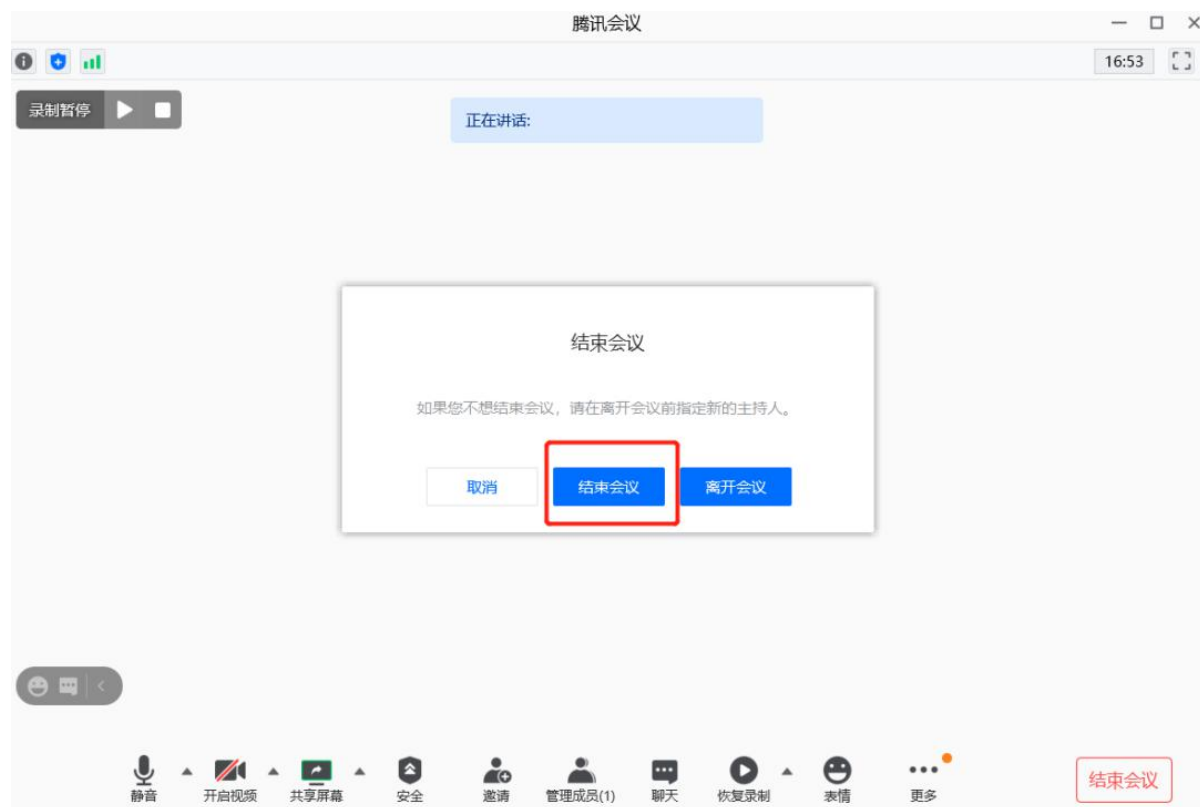 腾讯会议
16:53
录制暂停
正在讲话:
结束会议
如果您不想结束会议，请在离开会议前指定新的主持人。
取消 结束会议 离开会议
静音 开启视频 共享屏幕 安全 邀请 管理成员(1) 聊天 恢复录制 表情 更多 结束会议